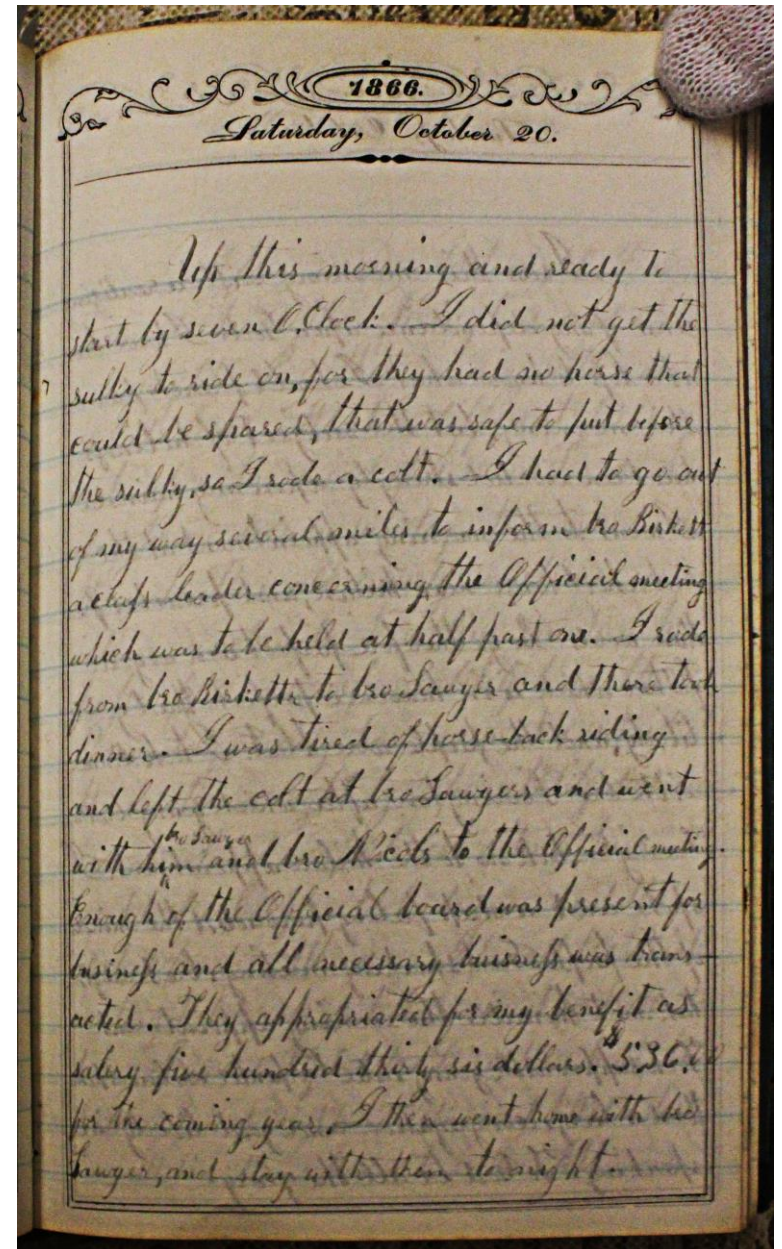 1866.
Saturday, October 20.
Up this morning and ready to
start by seven O,Clock. I did not get the
sulky to ride on, for they had no horse that
could be spared, that was safe to put before
the sulky, so I rode a colt. I had to go out
of my way several miles to inform bro Birkett
a class leader concerning the Official meeting
which was to be held at half past one. I rode
from bro Birketts to bro Sawyer and there took
dinner. I was tired of horse back riding
and left the colt at bro Sawyers and went
bro Sawyer
with him and bro Nicols to the Official meeting.
Enough of the Official board was present for
business and all necessary buisness was trans-
acted. They appropriated for my benefit as
salery five hundred thirty six dollars. $536.00
for the coming year, I then went home with bro
Sawyer, and stay with them to night.